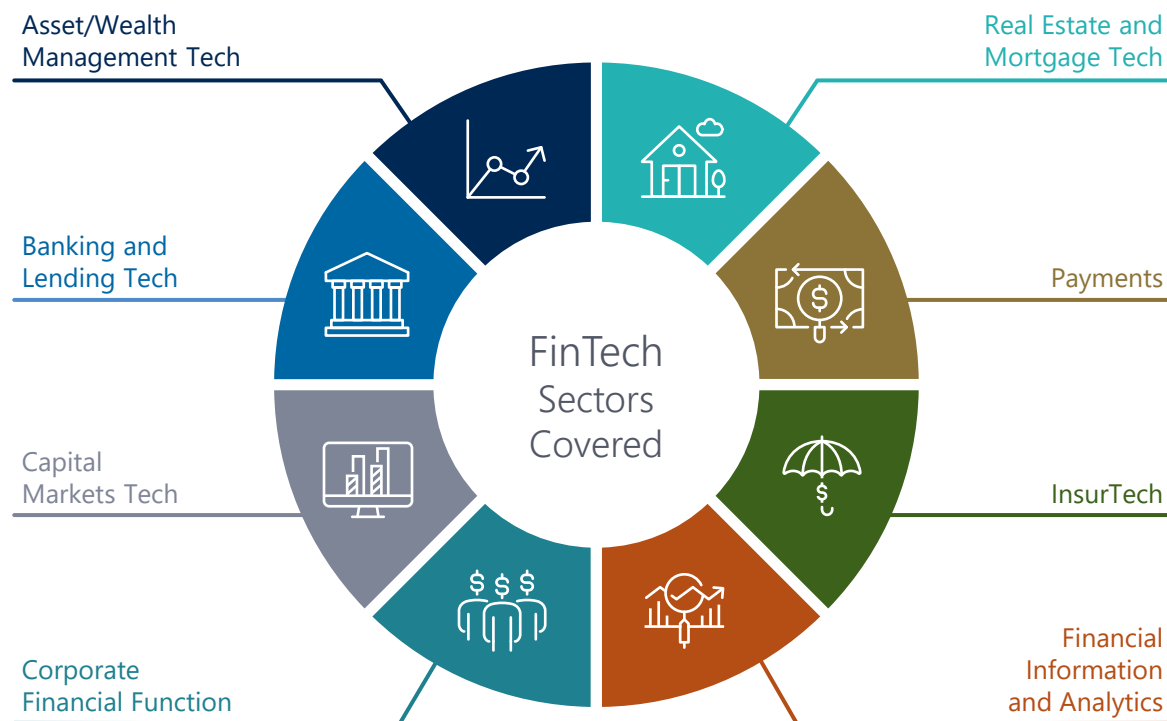 Asset/Wealth
Management Tech
Real Estate and
Mortgage Tech
Banking and
Lending Tech
Payments
FinTech
Sectors
Covered
Capital
Markets Tech
InsurTech
Corporate
Financial Function
Financial
Information
and Analytics
$
$
$ $ $